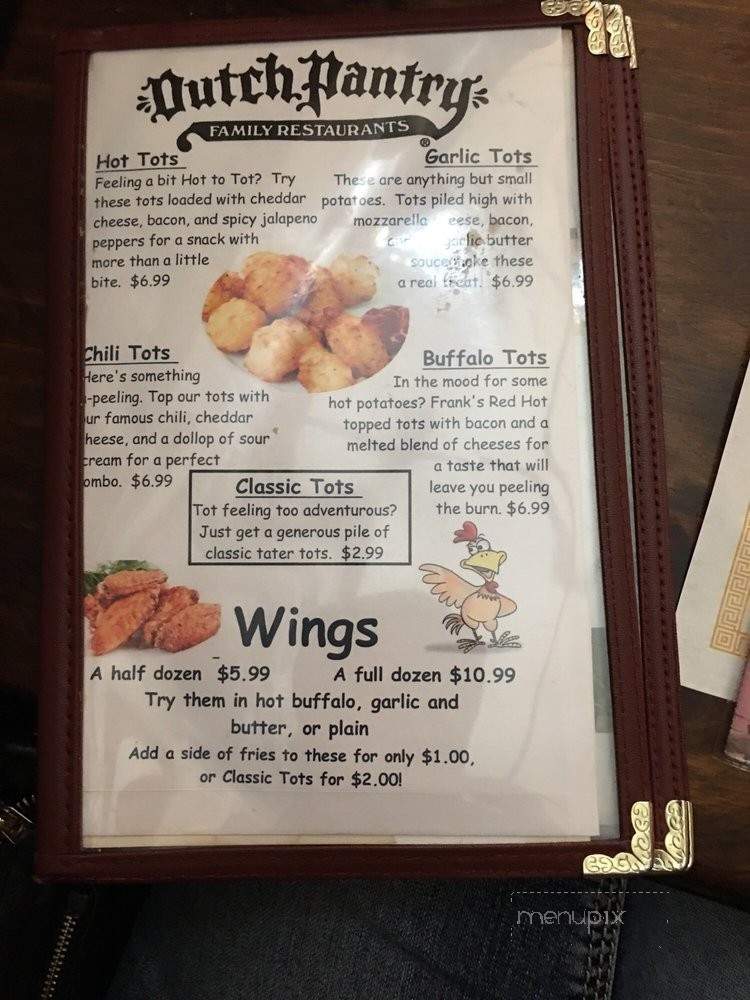 Dutch Pantry
FAMILY RESTAURANTS
®
Hot Tots
Feeling a bit Hot to Tot? Try
these tots loaded with cheddar
cheese, bacon, and spicy jalapeno
peppers for a snack with
more than a little
bite. $6.99
Garlic Tots
These are anything but small
potatoes. Tots piled high with
mozzarella eese, bacon,
garlic butter
sauce make these
a real treat. $6.99
Chili Tots
Here's something
-peeling. Top our tots with
ur famous chili, cheddar
heese, and a dollop of sour
cream for a perfect
ombo. $6.99
Buffalo Tots
In the mood for some
hot potatoes? Frank's Red Hot
topped tots with bacon and a
melted blend of cheeses for
a taste that will
leave you peeling
the burn. $6.99
Classic Tots
Tot feeling too adventurous?
Just get a generous pile of
classic tater tots. $2.99
Wings
A half dozen $5.99 A full dozen $10.99
Try them in hot buffalo, garlic and
butter, or plain
Add a side of fries to these for only $1.00,
or Classic Tots for $2.00!
menupix